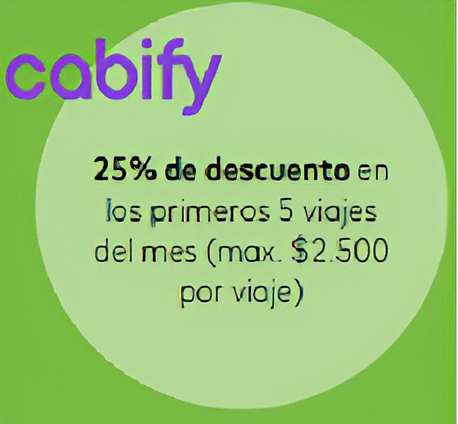 cabify
25% de descuento en
los primeros 5 viajes
del mes (max. $2.500
por viaje)